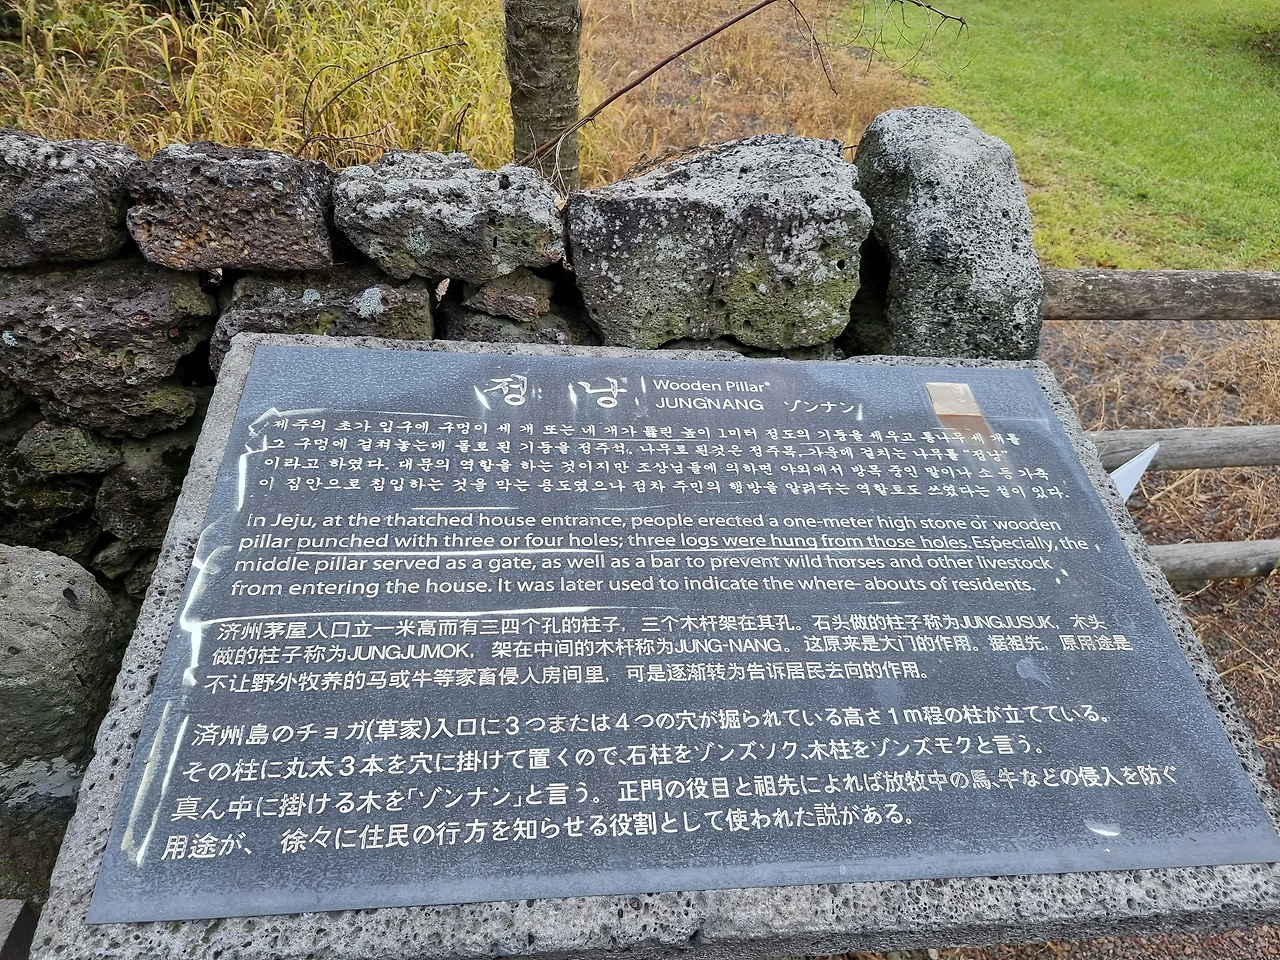 정낭
Wooden Pillar"
JUNGNANG ゾンナン
제주의 초가 입구에 구멍이 세 개 또는 네 개가 뚫린 높이 1미터 정도의 기둥을 세우고 통나무 세 개를
그 구멍에 걸쳐놓는데 돌로 된 기둥을 정주석, 나무로 된것은 정주목, 가운데 걸치는 나무를 "정낭"
이라고 하였다. 대문의 역할을 하는 것이지만 조상님들에 의하면 야외에서 방목 중인 말이나 소 등 가축
이 집안으로 침입하는 것을 막는 용도였으나 점차 주민의 행방을 알려주는 역할로도 쓰였다는 설이 있다.
In Jeju, at the thatched house entrance, people erected a one-meter high stone or wooden
pillar punched with three or four holes; three logs were hung from those holes. Especially, the
middle pillar served as a gate, as well as a bar to prevent wild horses and other livestock
from entering the house. It was later used to indicate the where-abouts of residents.
济州茅屋人口立一米高而有三四个孔的柱子，三个木杆架在其孔。石头做的柱子称为JUNGJUSUK，木头
做的柱子称为JUNGJUMOK，架在中间的木杆称为JUNG-NANG。这原来是大门的作用。据祖先，原用途是
不让野外牧养的马或牛等家畜侵人房间里，可是逐渐转为告诉居民去向的作用。
済州島のチョガ(草家)入口に３つまたは４つの穴が掘られている高さ１ｍ程の柱が立てている。
その柱に丸太３本を穴に掛けて置くので、石柱をゾンズソク、木柱をゾンズモクと言う。
真ん中に掛ける木を「ゾンナン」と言う。正門の役目と祖先によれば放牧中の馬、牛などの侵入を防ぐ
用途が、徐々に住民の行方を知らせる役割として使われた説がある。